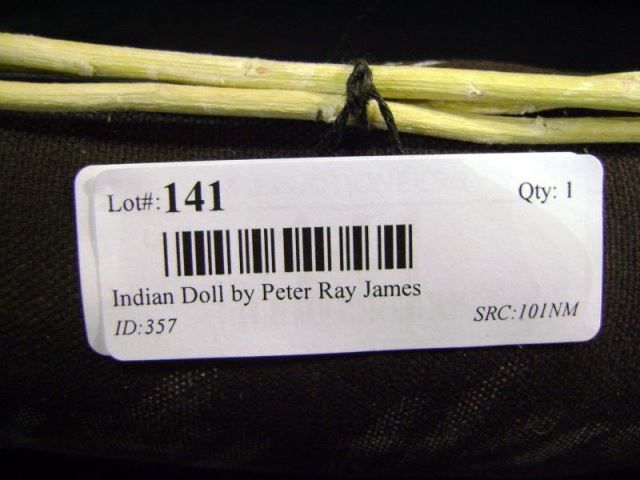 Lot#: 141 Qty: 1
Indian Doll by Peter Ray James
ID:357 SRC:101NM